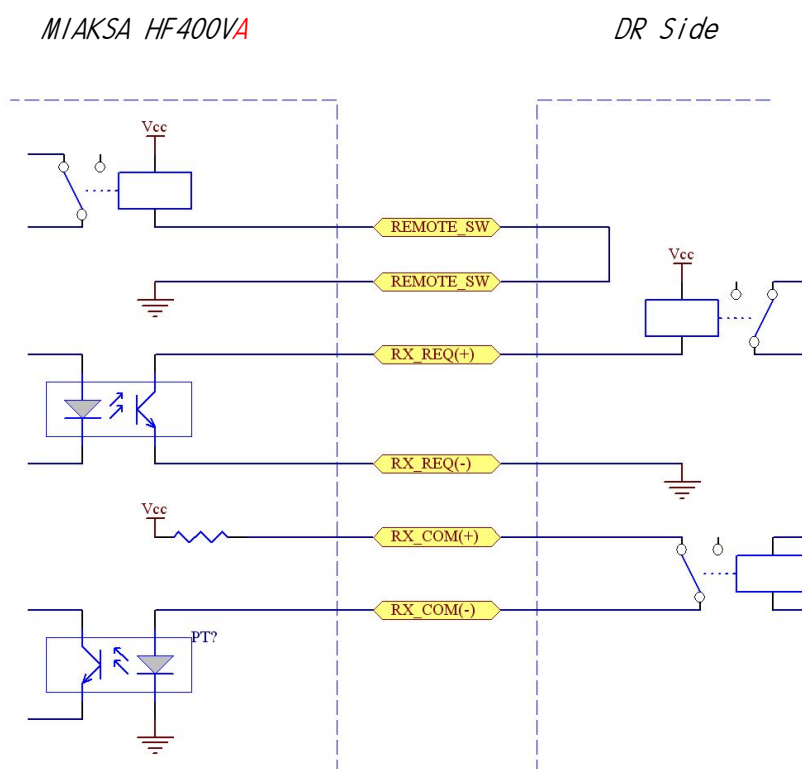 MIAKSA HF400VA
DR Side
Vcc
REMOTE_SW
REMOTE_SW
Vcc
RX_REQ(+)
RX_REQ(-)
Vcc
RX_COM(+)
RX_COM(-)
PT?